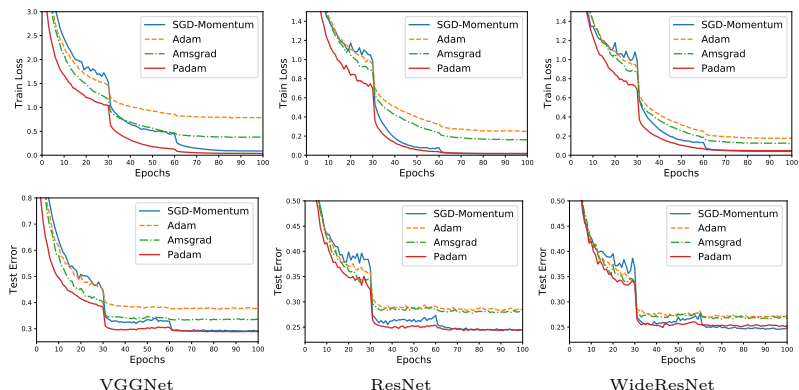 3.0
2.5
2.0
1.5
1.0
0.5
0.0
Train Loss
SGD-Momentum
Adam
Amsgrad
Padam
0 10 20 30 40 50 60 70 80 90 100
Epochs
1.4
1.2
1.0
0.8
0.6
0.4
0.2
0.0
Train Loss
SGD-Momentum
Adam
Amsgrad
Padam
0 10 20 30 40 50 60 70 80 90 100
Epochs
1.4
1.2
1.0
0.8
0.6
0.4
0.2
0.0
Train Loss
SGD-Momentum
Adam
Amsgrad
Padam
0 10 20 30 40 50 60 70 80 90 100
Epochs
0.8
0.7
0.6
0.5
0.4
0.3
Test Error
SGD-Momentum
Adam
Amsgrad
Padam
0 10 20 30 40 50 60 70 80 90 100
Epochs
VGGNet
0.50
0.45
0.40
0.35
0.30
0.25
Test Error
SGD-Momentum
Adam
Amsgrad
Padam
0 10 20 30 40 50 60 70 80 90 100
Epochs
ResNet
0.50
0.45
0.40
0.35
0.30
0.25
Test Error
SGD-Momentum
Adam
Amsgrad
Padam
0 10 20 30 40 50 60 70 80 90 100
Epochs
WideResNet